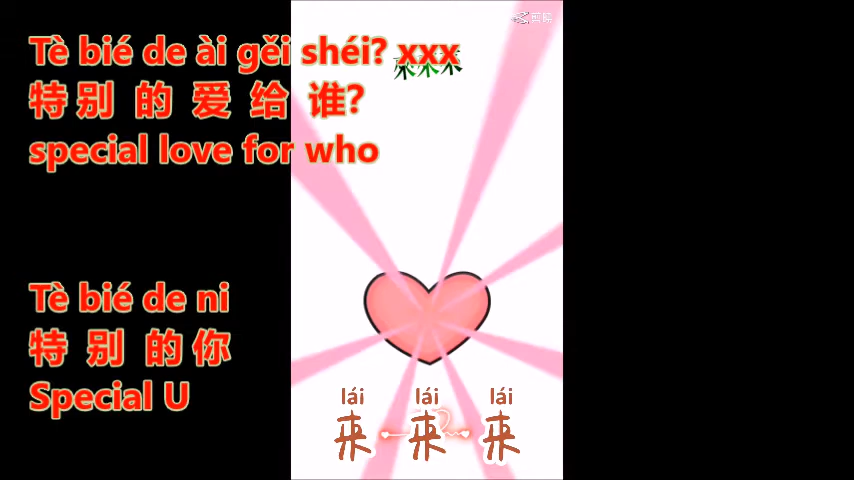 Tè bié de ài gěi shéi? xxx
特别的爱给谁?
special love for who
Tè bié de ni
特别的你
Special U
lái lái lái
来来来